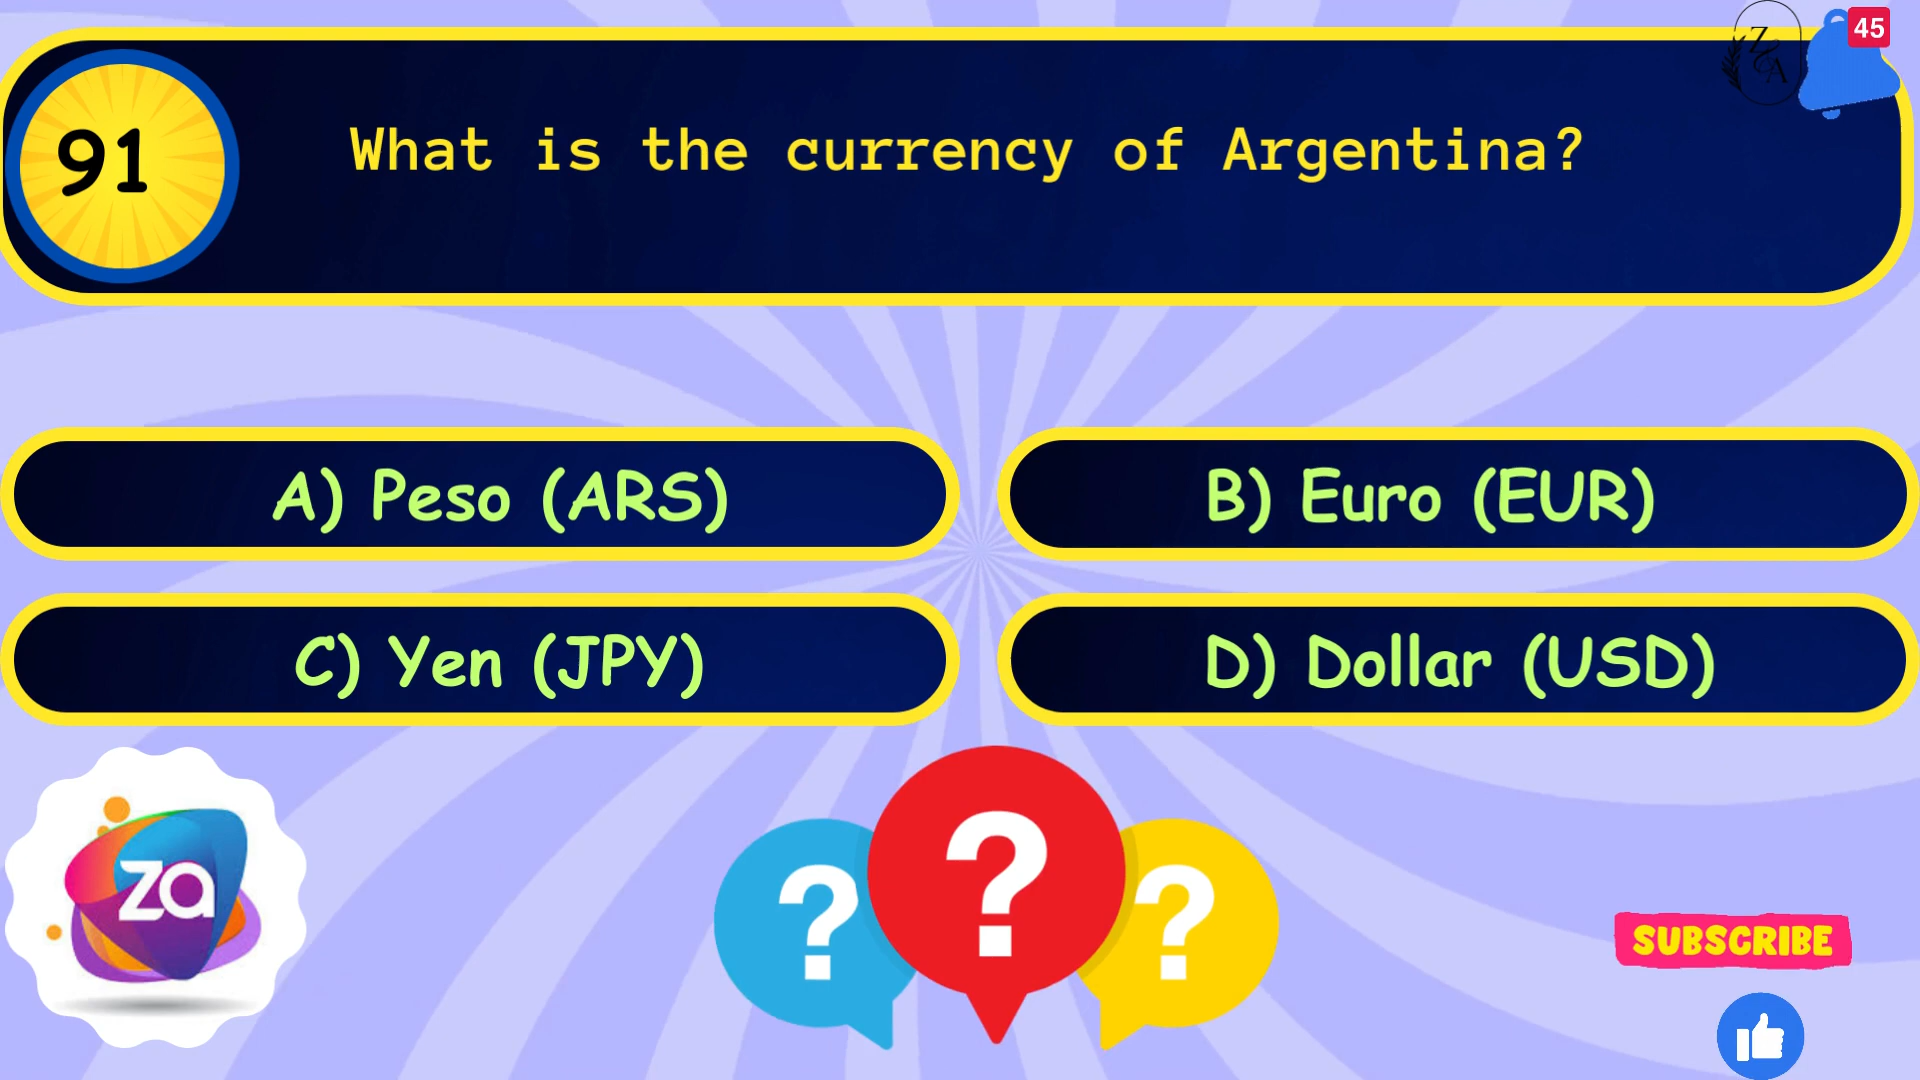 45
Z&A
91
What is the currency of Argentina?
A) Peso (ARS)
B) Euro (EUR)
C) Yen (JPY)
D) Dollar (USD)
za
? ? ?
SUBSCRIBE